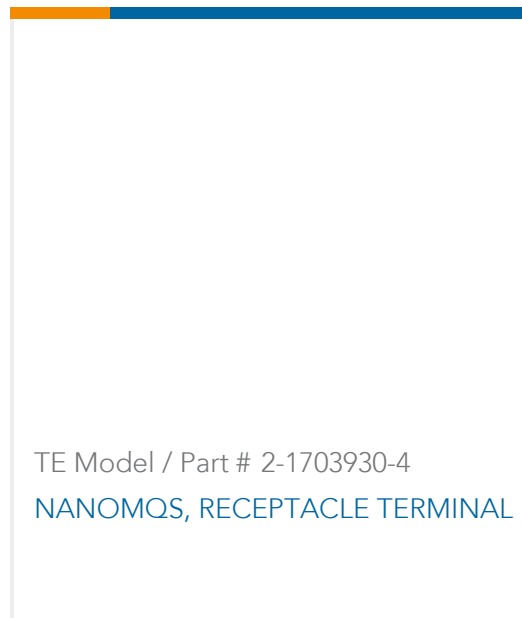 TE Model / Part # 2-1703930-4
NANOMQS, RECEPTACLE TERMINAL